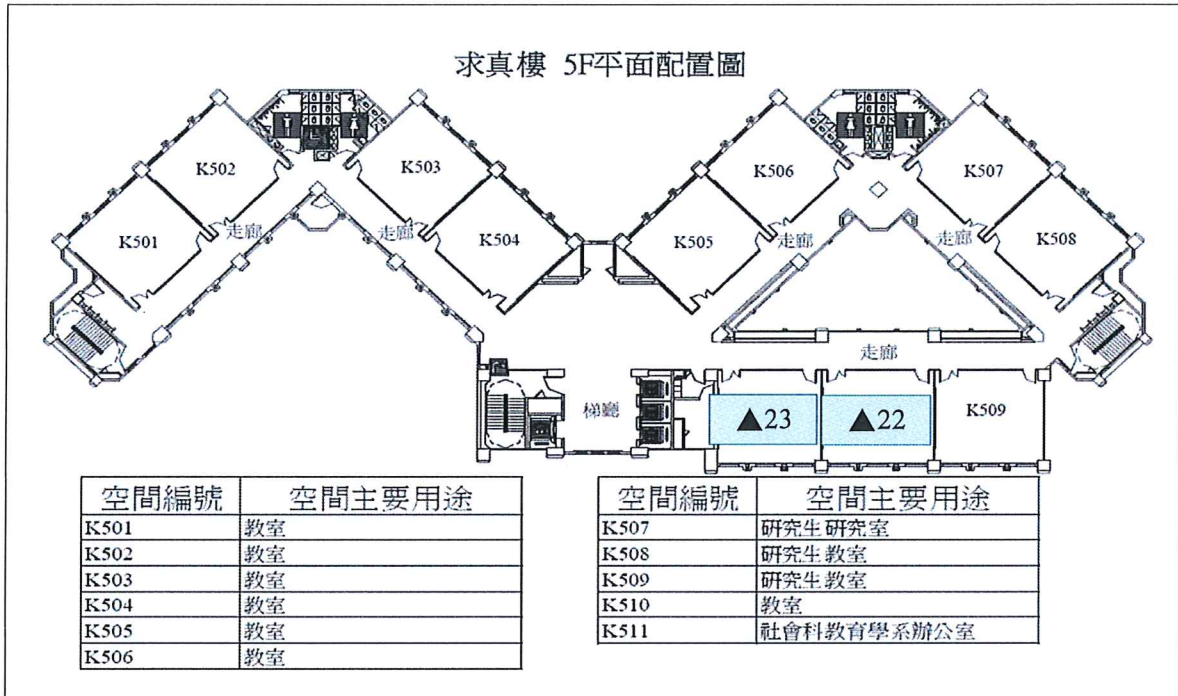 求真樓 5F平面配置圖
K502
K503
K506
K507
K501
走廊
走廊
K504
K505
走廊
走廊
K508
走廊
梯廳
▲23
▲22
K509
空間編號 空間主要用途
K501 教室
K502 教室
K503 教室
K504 教室
K505 教室
K506 教室
空間編號 空間主要用途
K507 研究生研究室
K508 研究生教室
K509 研究生教室
K510 教室
K511 社會科教育學系辦公室